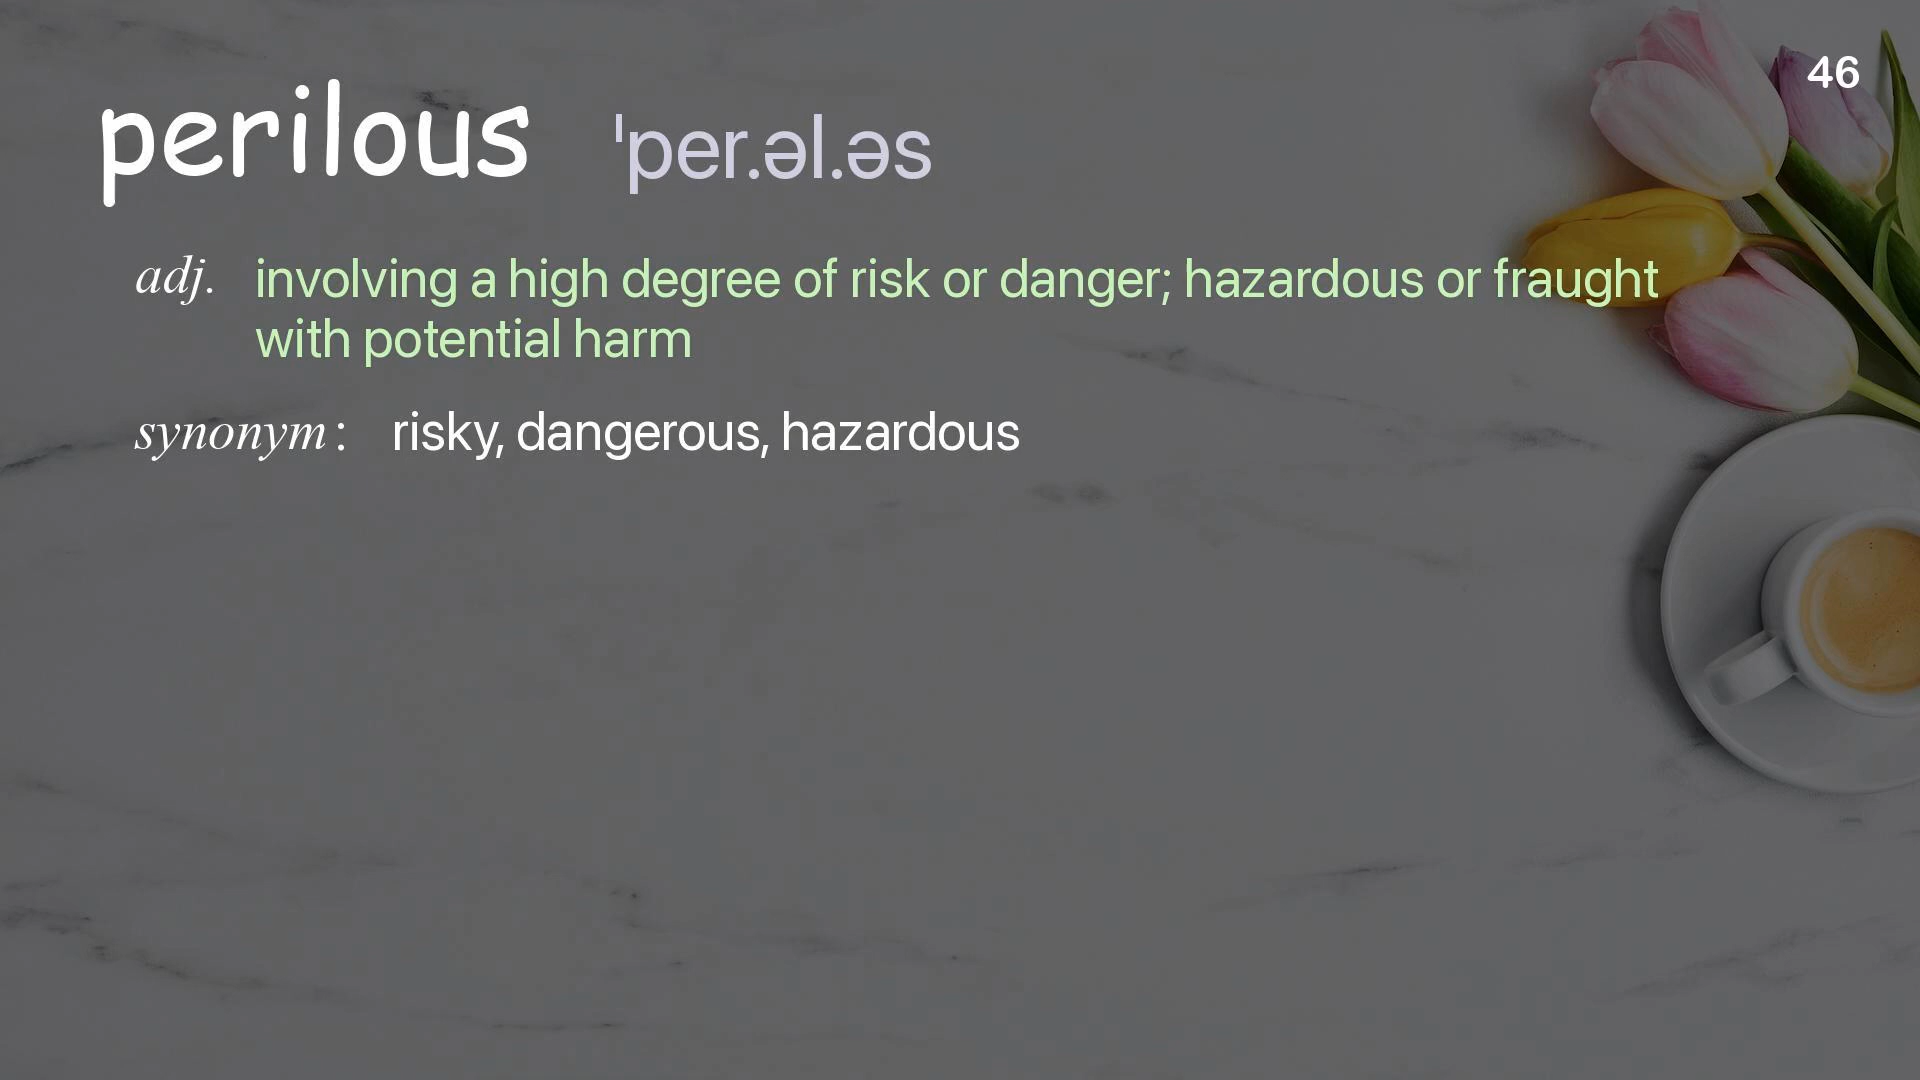 46
perilous ˈper.əl.əs
adj. involving a high degree of risk or danger; hazardous or fraught
with potential harm
synonym : risky, dangerous, hazardous